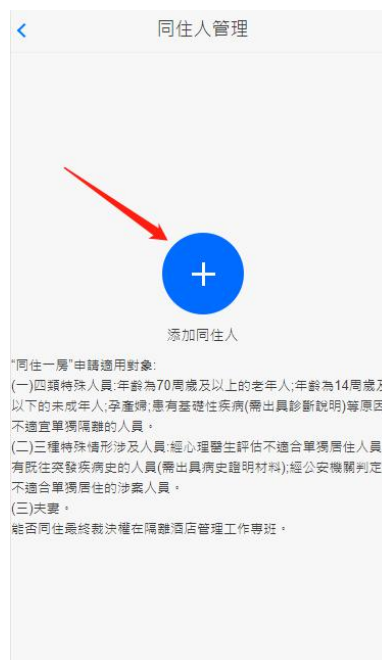 同住人管理
添加同住人
“同住一房”申請適用對象:
(一)四類特殊人員:年齡為70周歲及以上的老年人;年齡為14周歲及
以下的未成年人;孕產婦;患有基礎性疾病(需出具診斷說明)等原因
不適宜單獨隔離的人員。
(二)三種特殊情形涉及人員:經心理醫生評估不適合單獨居住人員
有既往突發疾病史的人員(需出具病史證明材料);經公安機關判定
不適合單獨居住的涉案人員。
(三)夫妻。
能否同住最終裁決權在隔離酒店管理工作專班。